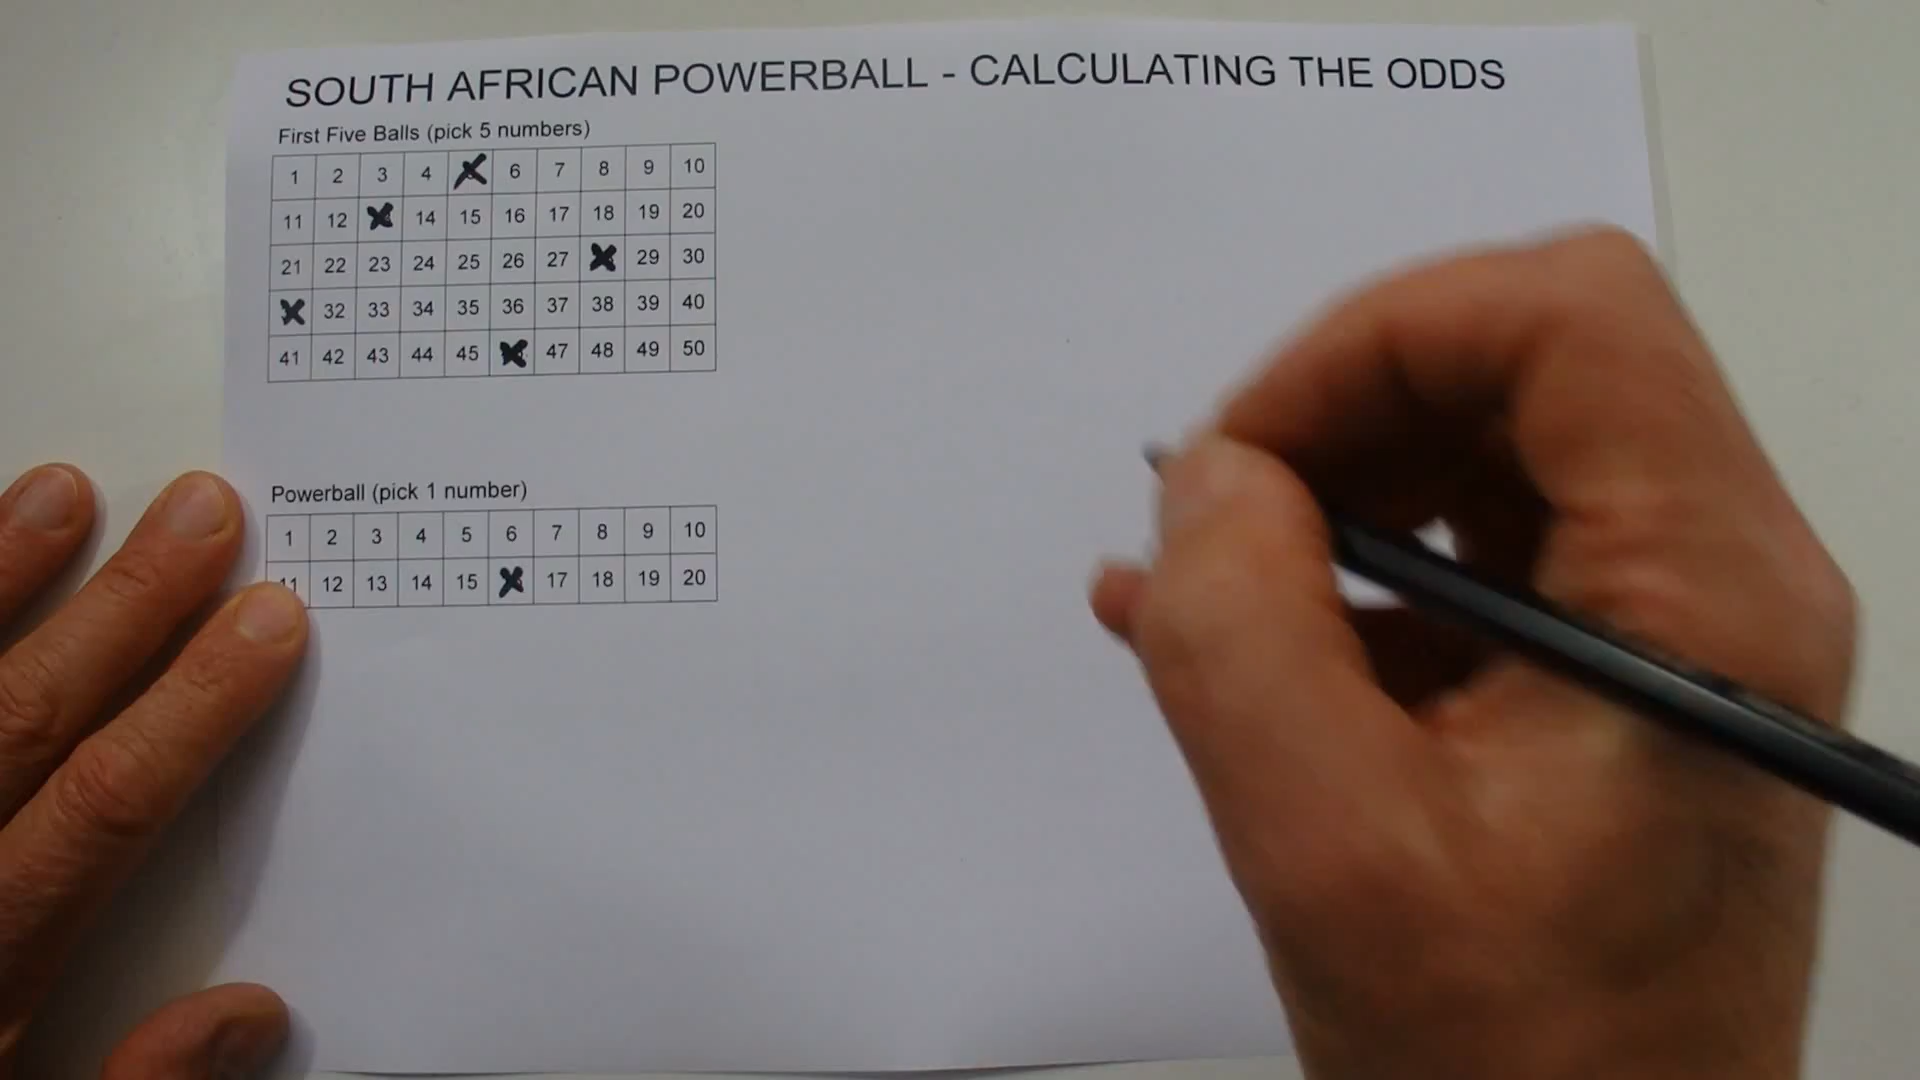 SOUTH AFRICAN POWERBALL - CALCULATING THE ODDS
First Five Balls (pick 5 numbers)
1 2 3 4 6 7 8 9 10
11 12 14 15 16 17 18 19 20
21 22 23 24 25 26 27 29 30
32 33 34 35 36 37 38 39 40
41 42 43 44 45 47 48 49 50
Powerball (pick 1 number)
1 2 3 4 5 6 7 8 9 10
11 12 13 14 15 17 18 19 20